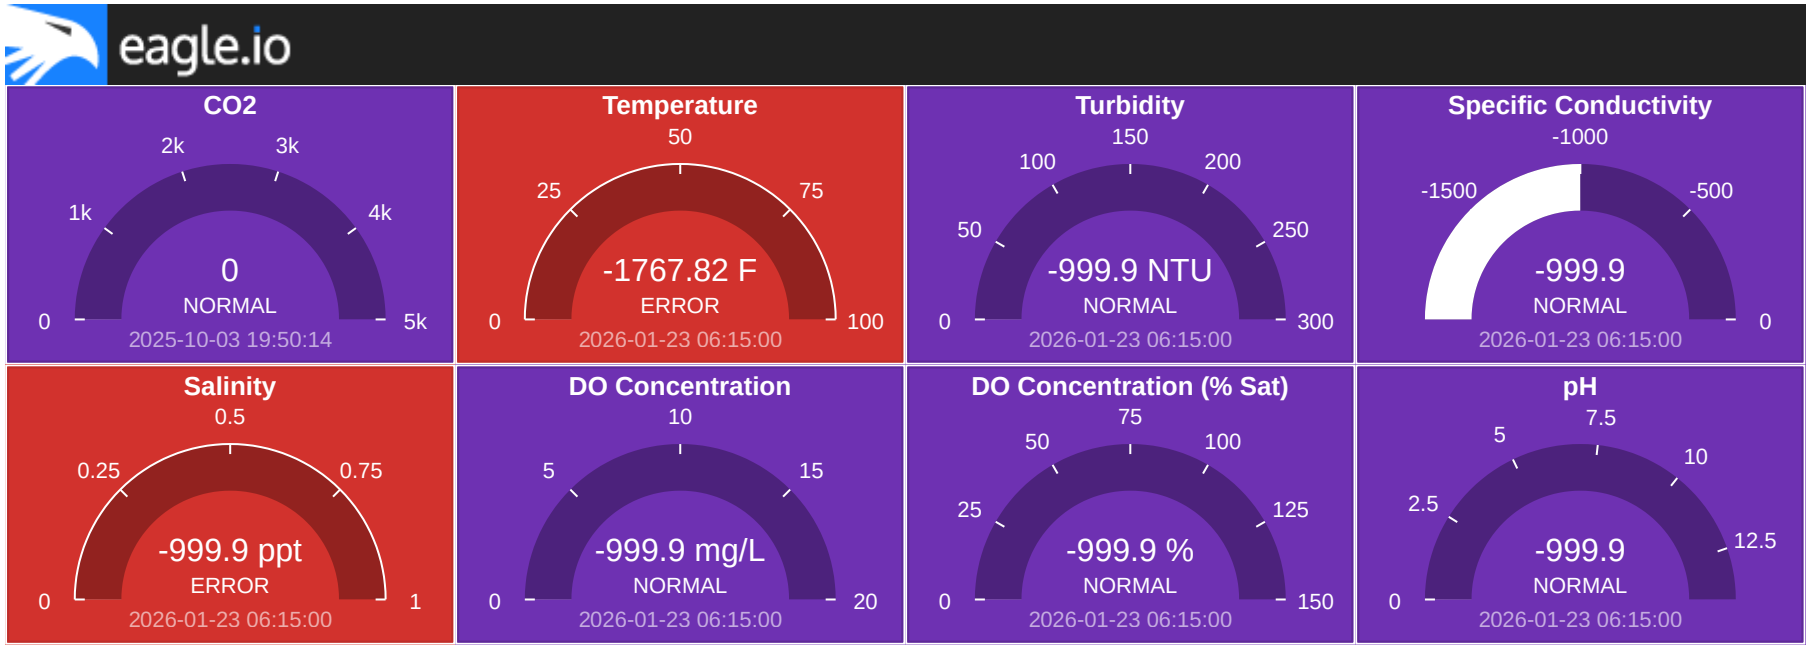 eagle.io
CO2
2k
3k
1k
4k
0
NORMAL
0
5k
2025-10-03 19:50:14
Temperature
50
25
75
-1767.82 F
ERROR
0
100
2026-01-23 06:15:00
Turbidity
150
100
200
50
250
-999.9 NTU
NORMAL
0
300
2026-01-23 06:15:00
Specific Conductivity
-1000
-1500
-500
-999.9
NORMAL
0
2026-01-23 06:15:00
Salinity
0.5
0.25
0.75
-999.9 ppt
ERROR
0
1
2026-01-23 06:15:00
DO Concentration
10
5
15
-999.9 mg/L
NORMAL
0
20
2026-01-23 06:15:00
DO Concentration (% Sat)
75
50
100
25
125
-999.9 %
NORMAL
0
150
2026-01-23 06:15:00
pH
7.5
5
10
2.5
12.5
-999.9
NORMAL
0
2026-01-23 06:15:00